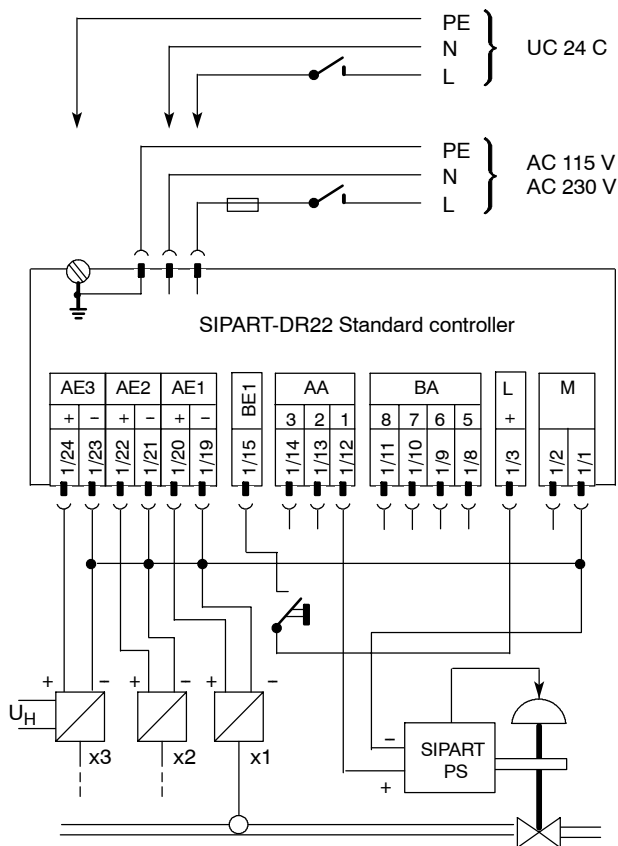 PE
N
L
UC 24 C
PE
N
L
AC 115 V
AC 230 V
SIPART-DR22 Standard controller
AE3 AE2 AE1 BE1 AA BA L M
+ − + − + − 3 2 1 8 7 6 5 +
1/24 1/23 1/22 1/21 1/20 1/19 1/15 1/14 1/13 1/12 1/11 1/10 1/9 1/8 1/3 1/2 1/1
+ − + − + −
UH
x3 x2 x1
−
+
SIPART
PS